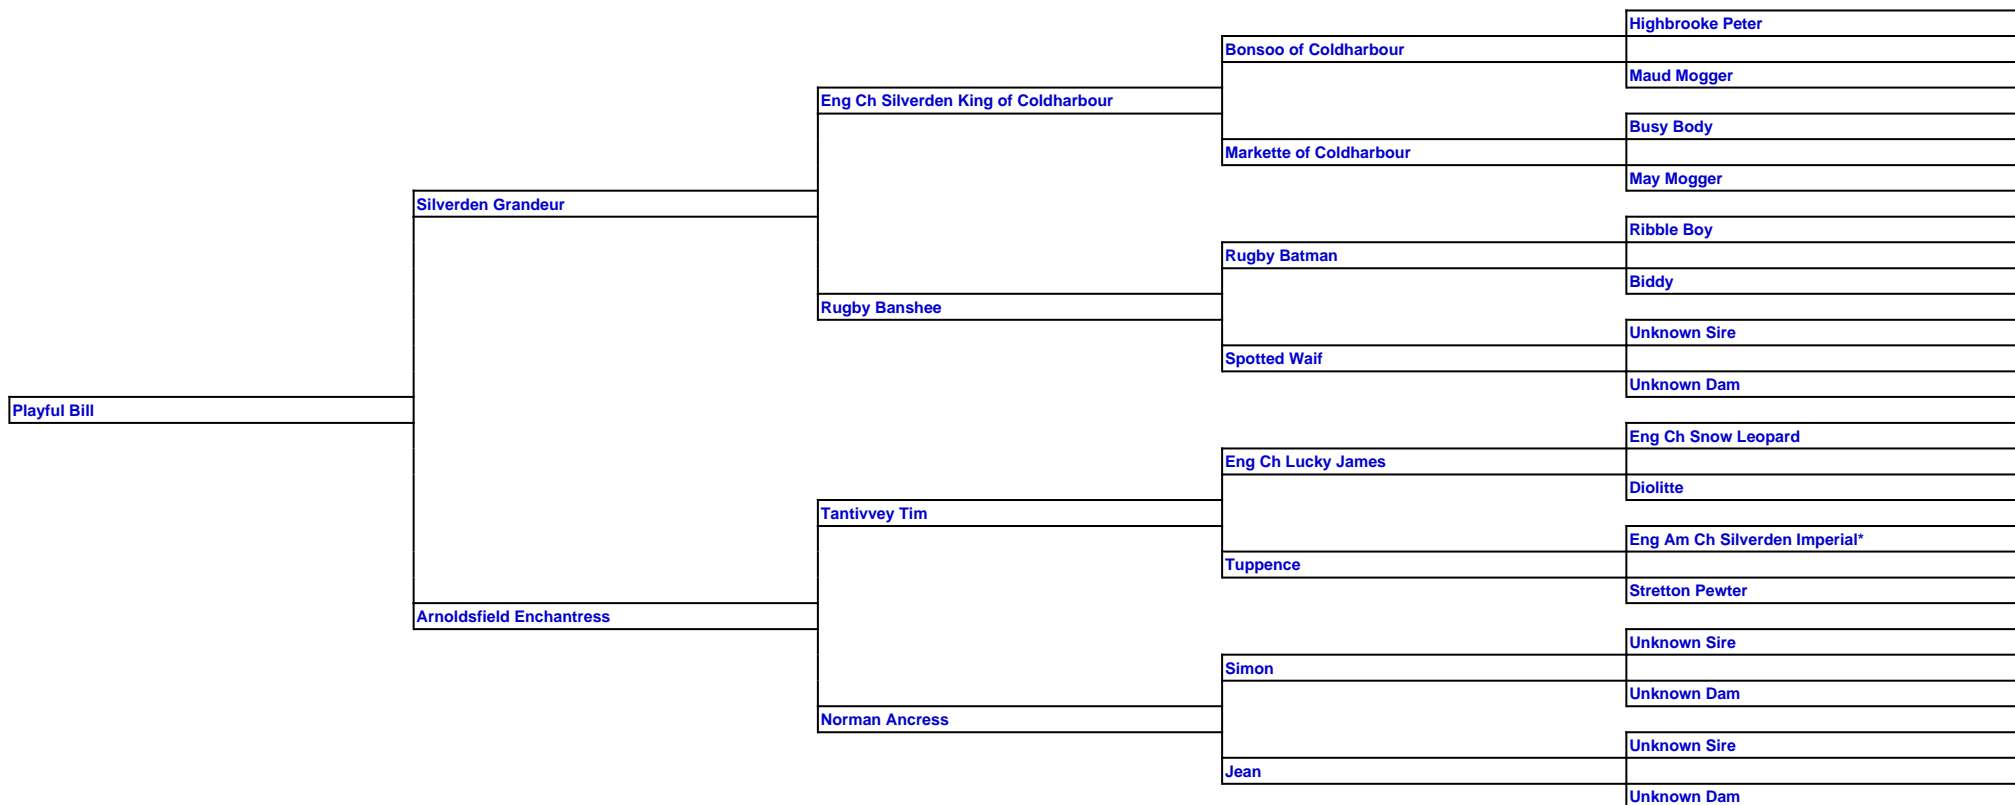 Highbrooke Peter
Bonsoo of Coldharbour
Maud Mogger
Eng Ch Silverden King of Coldharbour
Busy Body
Markette of Coldharbour
May Mogger
Silverden Grandeur
Ribble Boy
Rugby Batman
Biddy
Rugby Banshee
Unknown Sire
Spotted Waif
Unknown Dam
Playful Bill
Eng Ch Snow Leopard
Eng Ch Lucky James
Diolitte
Tantivvey Tim
Eng Am Ch Silverden Imperial*
Tuppence
Stretton Pewter
Arnoldsfield Enchantress
Unknown Sire
Simon
Unknown Dam
Norman Ancress
Unknown Sire
Jean
Unknown Dam